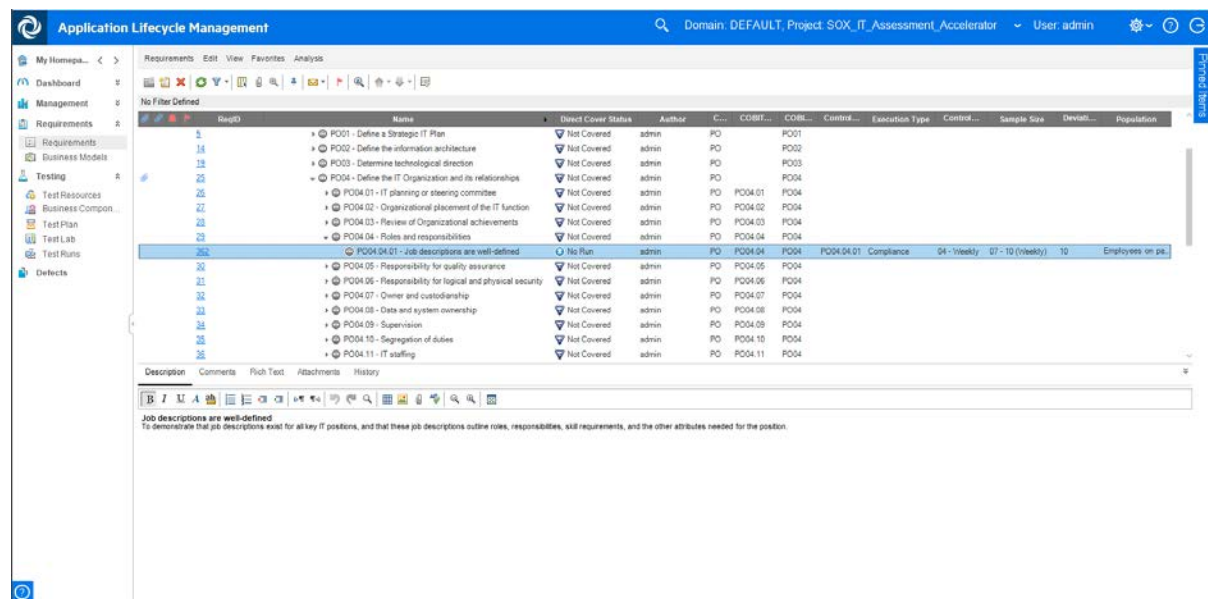 Application Lifecycle Management
Domain: DEFAULT, Project: SOX_IT_Assessment_Accelerator User: admin
Pinned Items
My Homepa...
Dashboard
Management
Requirements
Requirements
Business Models
Testing
Test Resources
Business Compon...
Test Plan
Test Lab
Test Runs
Defects
Requirements Edit View Favorites Analysis
No Filter Defined
ReqID Name Direct Cover Status Author C... COBIT... COBI... Control... Execution Type Control... Sample Size Deviati... Population
5 PO01 - Define a Strategic IT Plan Not Covered admin PO PO01
14 PO02 - Define the information architecture Not Covered admin PO PO02
19 PO03 - Determine technological direction Not Covered admin PO PO03
25 PO04 - Define the IT Organization and its relationships Not Covered admin PO PO04
26 PO04.01 - IT planning or steering committee Not Covered admin PO PO04.01 PO04
27 PO04.02 - Organizational placement of the IT function Not Covered admin PO PO04.02 PO04
28 PO04.03 - Review of Organizational achievements Not Covered admin PO PO04.03 PO04
29 PO04.04 - Roles and responsibilities Not Covered admin PO PO04.04 PO04
362 PO04.04.01 - Job descriptions are well-defined No Run admin PO PO04.04 PO04 PO04.04.01 Compliance 04 - Weekly 07 - 10 (Weekly) 10 Employees on pa...
30 PO04.05 - Responsibility for quality assurance Not Covered admin PO PO04.05 PO04
31 PO04.06 - Responsibility for logical and physical security Not Covered admin PO PO04.06 PO04
32 PO04.07 - Owner and custodianship Not Covered admin PO PO04.07 PO04
33 PO04.08 - Data and system ownership Not Covered admin PO PO04.08 PO04
34 PO04.09 - Supervision Not Covered admin PO PO04.09 PO04
35 PO04.10 - Segregation of duties Not Covered admin PO PO04.10 PO04
36 PO04.11 - IT staffing Not Covered admin PO PO04.11 PO04
Description Comments Rich Text Attachments History
B I U A ab
Job descriptions are well-defined
To demonstrate that job descriptions exist for all key IT positions, and that these job descriptions outline roles, responsibilities, skill requirements, and the other attributes needed for the position.